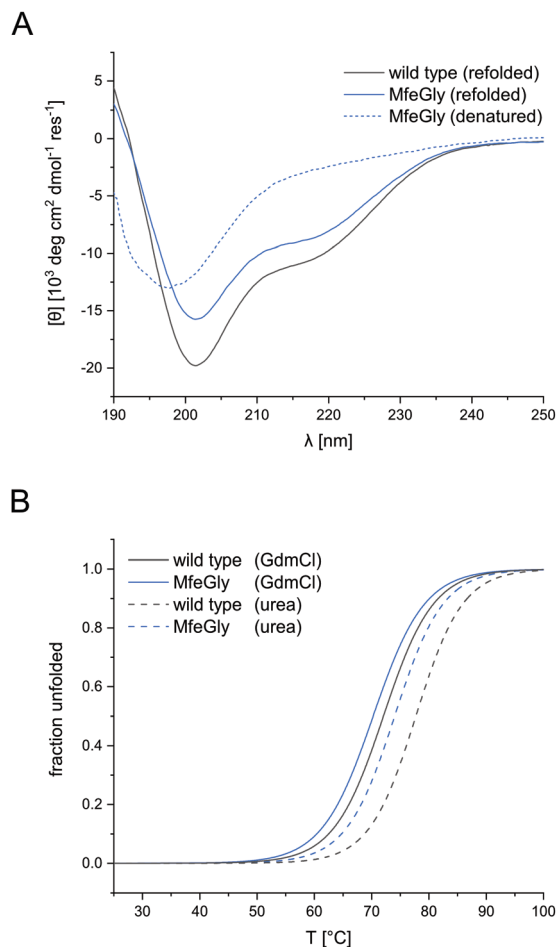 A
wild type (refolded)
MfeGly (refolded)
MfeGly (denatured)
5
0
-5
-10
-15
-20
[θ] [10³ deg cm² dmol⁻¹ res⁻¹]
190 200 210 220 230 240 250
λ [nm]
B
wild type (GdmCl)
MfeGly (GdmCl)
wild type (urea)
MfeGly (urea)
1.0
0.8
0.6
0.4
0.2
0.0
fraction unfolded
30 40 50 60 70 80 90 100
T [°C]